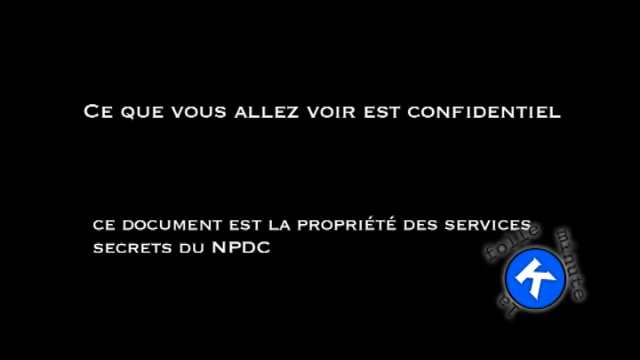 Ce que vous allez voir est confidentiel
ce document est la propriété des services
secrets du NPDC
la folle minute
K